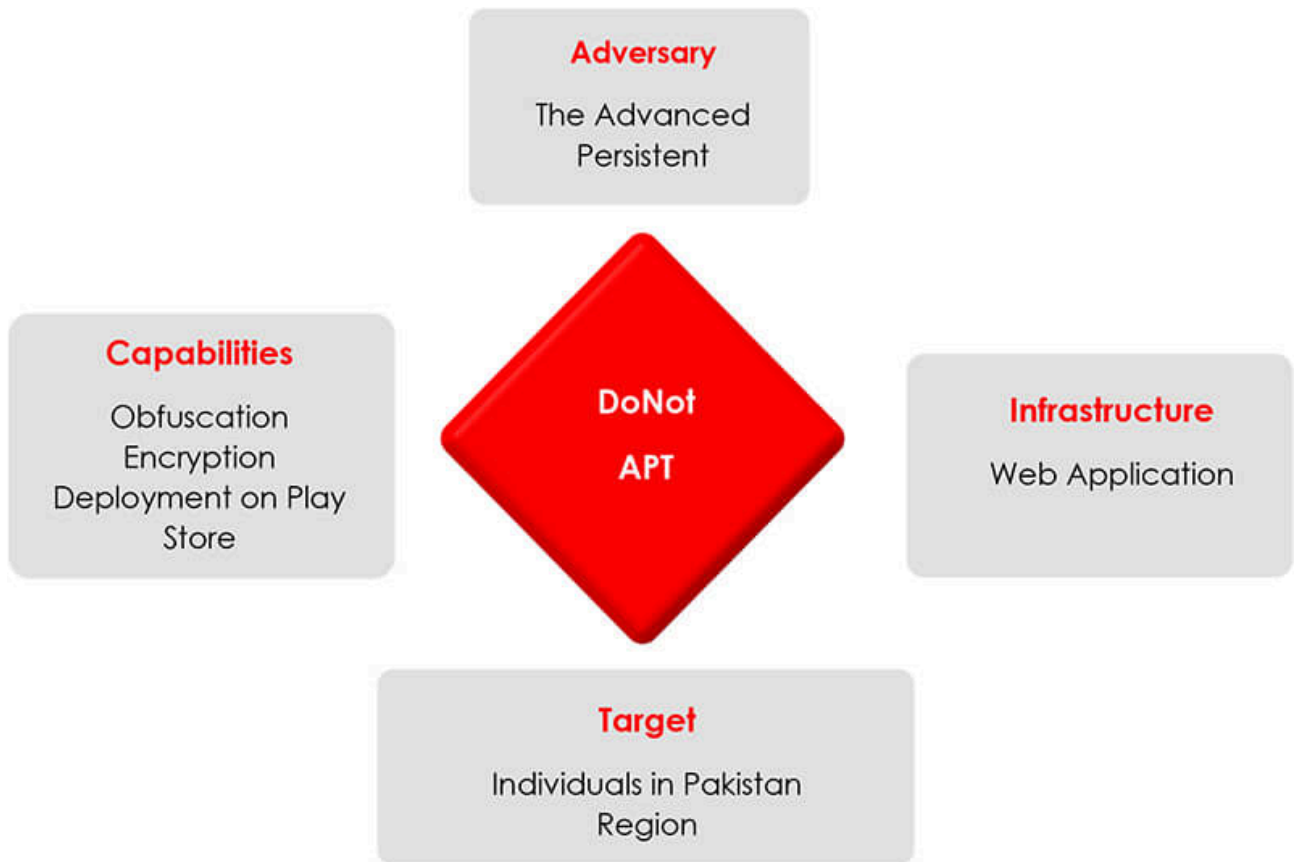 Adversary
The Advanced
Persistent
Capabilities
Obfuscation
Encryption
Deployment on Play
Store
DoNot
APT
Infrastructure
Web Application
Target
Individuals in Pakistan
Region